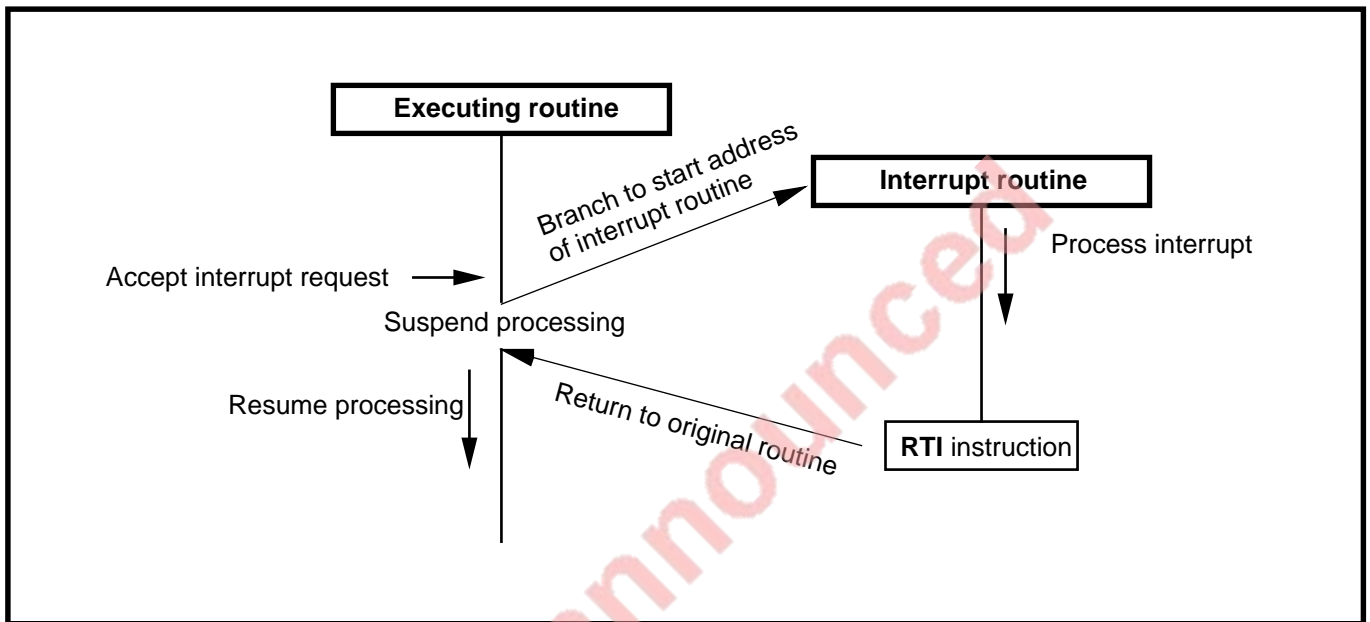 Executing routine
Branch to start address
of interrupt routine
Interrupt routine
Process interrupt
Accept interrupt request
Suspend processing
Resume processing
Return to original routine
RTI instruction
announced